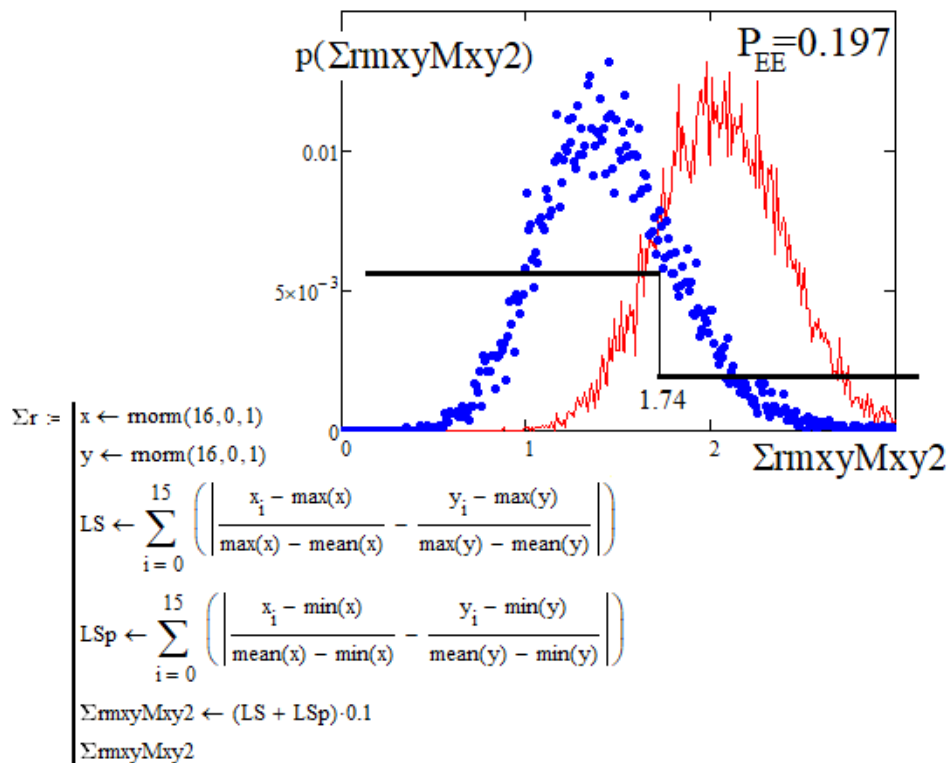 p(ΣrmxyMxy2)
P_EE=0.197
0.01
5×10^-3
1.74
0
0 1 2
ΣrmxyMxy2
Σr := x ← rnorm(16,0,1)
y ← rnorm(16,0,1)
LS ← ∑_{i = 0}^{15} (| (x_i − max(x))/(max(x) − mean(x)) − (y_i − max(y))/(max(y) − mean(y)) |)
LSp ← ∑_{i = 0}^{15} (| (x_i − min(x))/(mean(x) − min(x)) − (y_i − min(y))/(mean(y) − min(y)) |)
ΣrmxyMxy2 ← (LS + LSp)·0.1
ΣrmxyMxy2